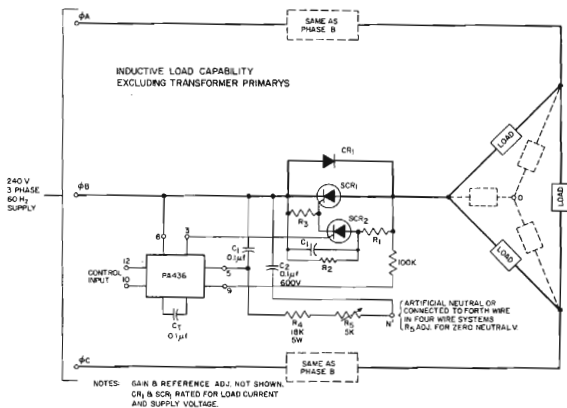 φA
SAME AS
PHASE B
INDUCTIVE LOAD CAPABILITY
EXCLUDING TRANSFORMER PRIMARYS
240 V
3 PHASE
60 Hz
SUPPLY
φB
CR1
SCR1
R3
SCR2
C1
R1
R2
LOAD
LOAD
LOAD
O
6
3
C1
0.1μf
C2
0.1μf
600V
100K
CONTROL
INPUT
12
10
PA436
5
9
CT
0.1μf
R4
18K
5W
R5
5K
N
ARTIFICIAL NEUTRAL OR
CONNECTED TO FORTH WIRE
IN FOUR WIRE SYSTEMS
R5 ADJ. FOR ZERO NEUTRAL V.
φC
SAME AS
PHASE B
NOTES: GAIN & REFERENCE ADJ. NOT SHOWN.
CR1 & SCR1 RATED FOR LOAD CURRENT
AND SUPPLY VOLTAGE.